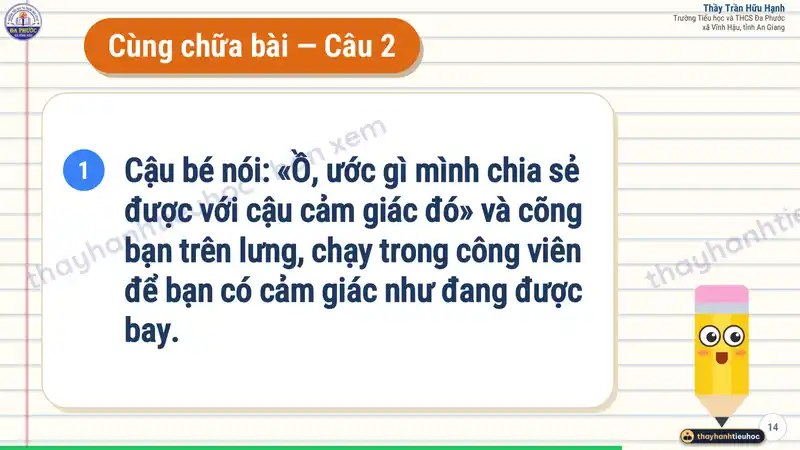 Thầy Trần Hữu Hạnh
Trường Tiểu học và THCS Đa Phước
xã Vĩnh Hậu, tỉnh An Giang
ĐA PHƯỚC
Cùng chữa bài – Câu 2
1
Cậu bé nói: «Ồ, ước gì mình chia sẻ
được với cậu cảm giác đó» và cõng
bạn trên lưng, chạy trong công viên
để bạn có cảm giác như đang được
bay.
thayhanhtieuhoc
14